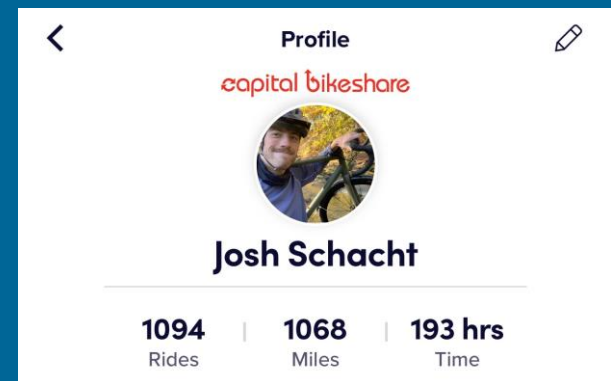 Profile
capital bikeshare
Josh Schacht
1094 | 1068 | 193 hrs
Rides Miles Time